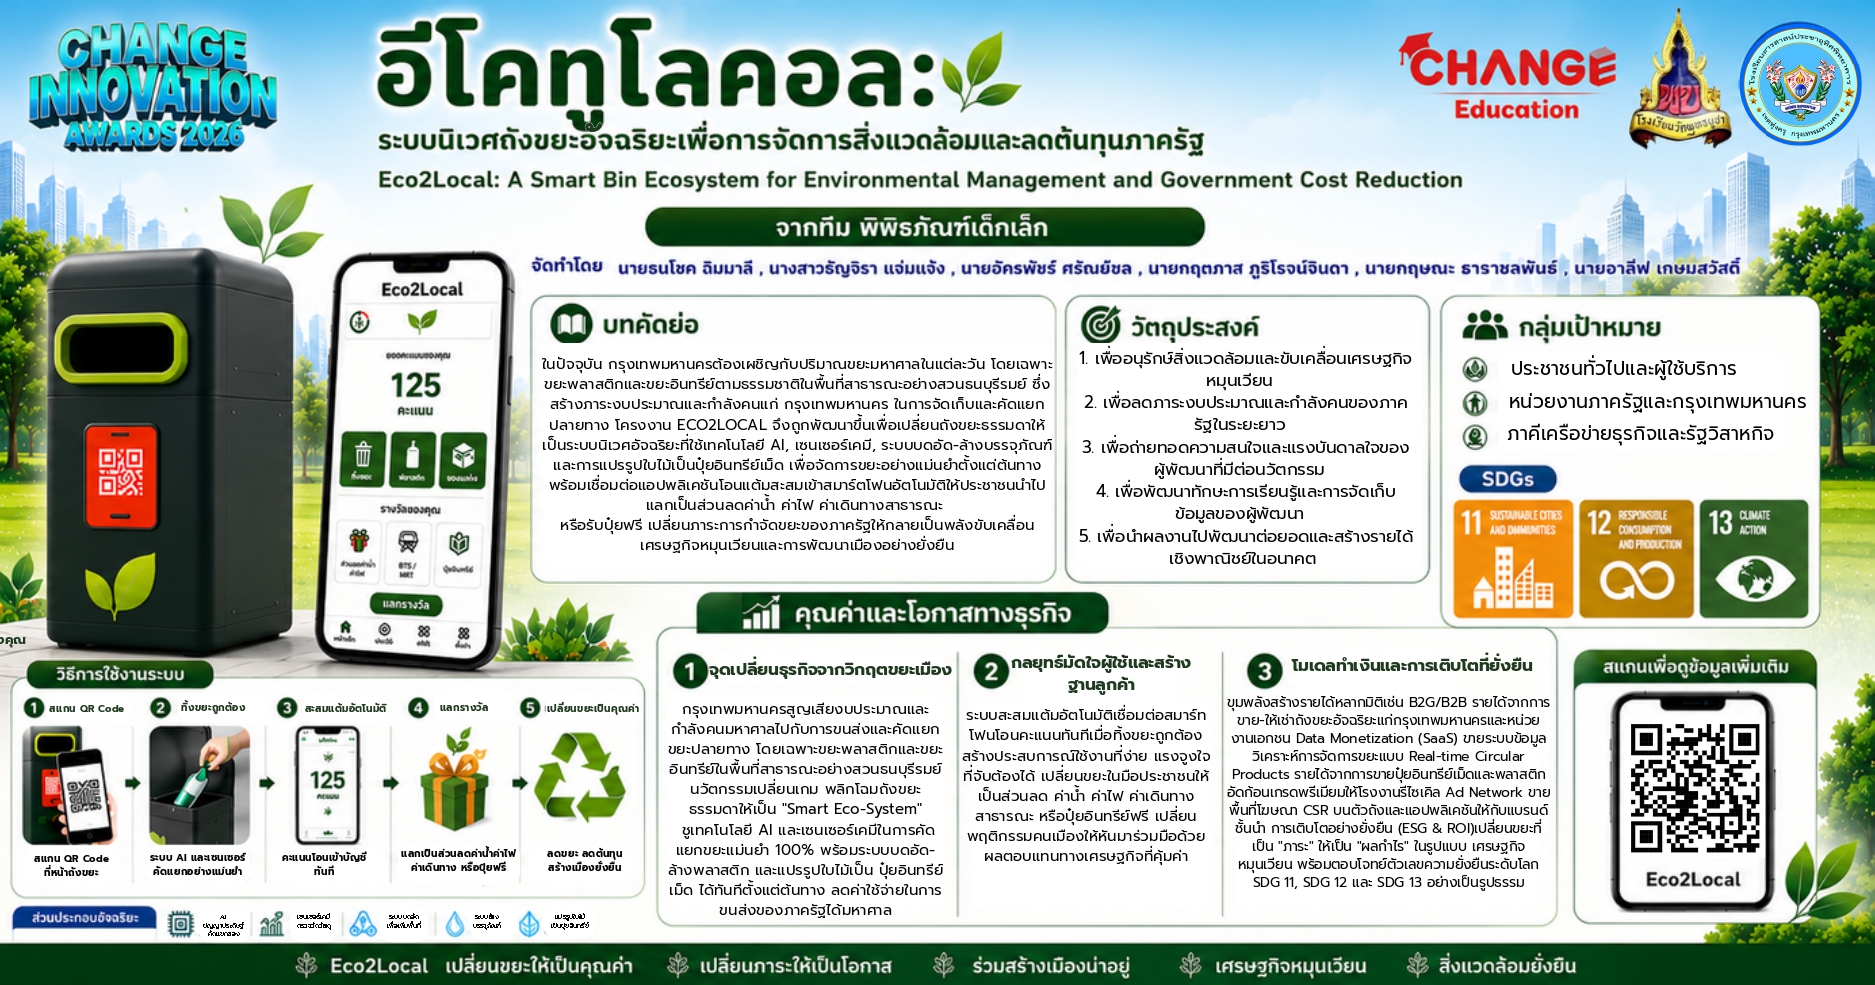 CHANGE
INNOVATION
AWARDS 2026
อีโคทูโลคอล:
ระบบนิเวศถังขยะอัจฉริยะเพื่อการจัดการสิ่งแวดล้อมและลดต้นทุนภาครัฐ
Eco2Local: A Smart Bin Ecosystem for Environmental Management and Government Cost Reduction
CHANGE
Education
โรงเรียนวัดพุทธบูชา
จากทีม พิพิธภัณฑ์เด็กเล็ก
จัดทำโดย นายธนโชค ฉิมมาลี , นางสาวธัญจิรา แจ่มแจ้ง , นายอัครพัชร์ ศรัณย์ชล , นายกฤตภาส ภูริโรจน์จินดา , นายกฤษณะ ธาราชลพันธ์ , นายอาลีฟ เกษมสวัสดิ์
Eco2Local
ยอดคะแนนของคุณ
125
คะแนน
ทิ้งขยะ
รางวัลของคุณ
BTS /
MRT
แลกรางวัล
บทคัดย่อ
ในปัจจุบัน กรุงเทพมหานครต้องเผชิญกับปริมาณขยะมหาศาลในแต่ละวัน โดยเฉพาะ
ขยะพลาสติกและขยะอินทรีย์ตามธรรมชาติในพื้นที่สาธารณะอย่างสวนธนบุรีรมย์ ซึ่ง
สร้างภาระงบประมาณและกำลังคนแก่ กรุงเทพมหานคร ในการจัดเก็บและคัดแยก
ปลายทาง โครงงาน ECO2LOCAL จึงถูกพัฒนาขึ้นเพื่อเปลี่ยนถังขยะธรรมดาให้
เป็นระบบนิเวศอัจฉริยะที่ใช้เทคโนโลยี AI, เซนเซอร์เคมี, ระบบบดอัด-ล้างบรรจุภัณฑ์
และการแปรรูปใบไม้เป็นปุ๋ยอินทรีย์เม็ด เพื่อจัดการขยะอย่างแม่นยำตั้งแต่ต้นทาง
พร้อมเชื่อมต่อแอปพลิเคชันโอนแต้มสะสมเข้าสมาร์ตโฟนอัตโนมัติให้ประชาชนนำไป
แลกเป็นส่วนลดค่าน้ำ ค่าไฟ ค่าเดินทางสาธารณะ
หรือรับปุ๋ยฟรี เปลี่ยนภาระการกำจัดขยะของภาครัฐให้กลายเป็นพลังขับเคลื่อน
เศรษฐกิจหมุนเวียนและการพัฒนาเมืองอย่างยั่งยืน
วัตถุประสงค์
1. เพื่ออนุรักษ์สิ่งแวดล้อมและขับเคลื่อนเศรษฐกิจ
หมุนเวียน
2. เพื่อลดภาระงบประมาณและกำลังคนของภาค
รัฐในระยะยาว
3. เพื่อถ่ายทอดความสนใจและแรงบันดาลใจของ
ผู้พัฒนาที่มีต่อนวัตกรรม
4. เพื่อพัฒนาทักษะการเรียนรู้และการจัดเก็บ
ข้อมูลของผู้พัฒนา
5. เพื่อนำผลงานไปพัฒนาต่อยอดและสร้างรายได้
เชิงพาณิชย์ในอนาคต
กลุ่มเป้าหมาย
ประชาชนทั่วไปและผู้ใช้บริการ
หน่วยงานภาครัฐและกรุงเทพมหานคร
ภาคีเครือข่ายธุรกิจและรัฐวิสาหกิจ
SDGs
11 SUSTAINABLE CITIES
12 RESPONSIBLE
CONSUMPTION
AND PRODUCTION
13 CLIMATE
ACTION
คุณค่าและโอกาสทางธุรกิจ
1 จุดเปลี่ยนธุรกิจจากวิกฤตขยะเมือง
กรุงเทพมหานครสูญเสียงบประมาณและ
กำลังคนมหาศาลไปกับการขนส่งและคัดแยก
ขยะปลายทาง โดยเฉพาะขยะพลาสติกและขยะ
อินทรีย์ในพื้นที่สาธารณะอย่างสวนธนบุรีรมย์
นวัตกรรมเปลี่ยนเกม พลิกโฉมถังขยะ
ธรรมดาให้เป็น "Smart Eco-System"
ชูเทคโนโลยี AI และเซนเซอร์เคมีในการคัด
แยกขยะแม่นยำ 100% พร้อมระบบบดอัด-
ล้างพลาสติก และแปรรูปใบไม้เป็น ปุ๋ยอินทรีย์
เม็ด ได้ทันทีตั้งแต่ต้นทาง ลดค่าใช้จ่ายในการ
ขนส่งของภาครัฐได้มหาศาล
2 กลยุทธ์มัดใจผู้ใช้และสร้าง
ฐานลูกค้า
ระบบสะสมแต้มอัตโนมัติเชื่อมต่อสมาร์ท
โฟนโอนคะแนนทันทีเมื่อทิ้งขยะถูกต้อง
สร้างประสบการณ์ใช้งานที่ง่าย แรงจูงใจ
ที่จับต้องได้ เปลี่ยนขยะในมือประชาชนให้
เป็นส่วนลด ค่าน้ำ ค่าไฟ ค่าเดินทาง
สาธารณะ หรือปุ๋ยอินทรีย์ฟรี เปลี่ยน
พฤติกรรมคนเมืองให้หันมาร่วมมือด้วย
ผลตอบแทนทางเศรษฐกิจที่คุ้มค่า
3 โมเดลทำเงินและการเติบโตที่ยั่งยืน
ขุมพลังสร้างรายได้หลากมิติเช่น B2G/B2B รายได้จากการ
ขาย-ให้เช่าถังขยะอัจฉริยะแก่กรุงเทพมหานครและหน่วย
งานเอกชน Data Monetization (SaaS) ขายระบบข้อมูล
วิเคราะห์การจัดการขยะแบบ Real-time Circular
Products รายได้จากการขายปุ๋ยอินทรีย์เม็ดและพลาสติก
อัดก้อนเกรดพรีเมียมให้โรงงานรีไซเคิล Ad Network ขาย
พื้นที่โฆษณา CSR บนตัวถังและแอปพลิเคชันให้กับแบรนด์
ชั้นนำ การเติบโตอย่างยั่งยืน (ESG & ROI)เปลี่ยนขยะที่
เป็น "ภาระ" ให้เป็น "ผลกำไร" ในรูปแบบ เศรษฐกิจ
หมุนเวียน พร้อมตอบโจทย์ตัวเลขความยั่งยืนระดับโลก
SDG 11, SDG 12 และ SDG 13 อย่างเป็นรูปธรรม
สแกนเพื่อดูข้อมูลเพิ่มเติม
Eco2Local
วิธีการใช้งานระบบ
1 สแกน QR Code
สแกน QR Code
ที่หน้าถังขยะ
2 ทิ้งขยะถูกต้อง
ระบบ AI และเซนเซอร์
คัดแยกอย่างแม่นยำ
3 สะสมแต้มอัตโนมัติ
125
คะแนน
คะแนนโอนเข้าบัญชี
ทันที
4 แลกรางวัล
แลกเป็นส่วนลดค่าน้ำค่าไฟ
ค่าเดินทาง หรือปุ๋ยฟรี
5 เปลี่ยนขยะเป็นคุณค่า
ลดขยะ ลดต้นทุน
สร้างเมืองยั่งยืน
ส่วนประกอบอัจฉริยะ
AI
Eco2Local เปลี่ยนขยะให้เป็นคุณค่า
เปลี่ยนภาระให้เป็นโอกาส
ร่วมสร้างเมืองน่าอยู่
เศรษฐกิจหมุนเวียน
สิ่งแวดล้อมยั่งยืน